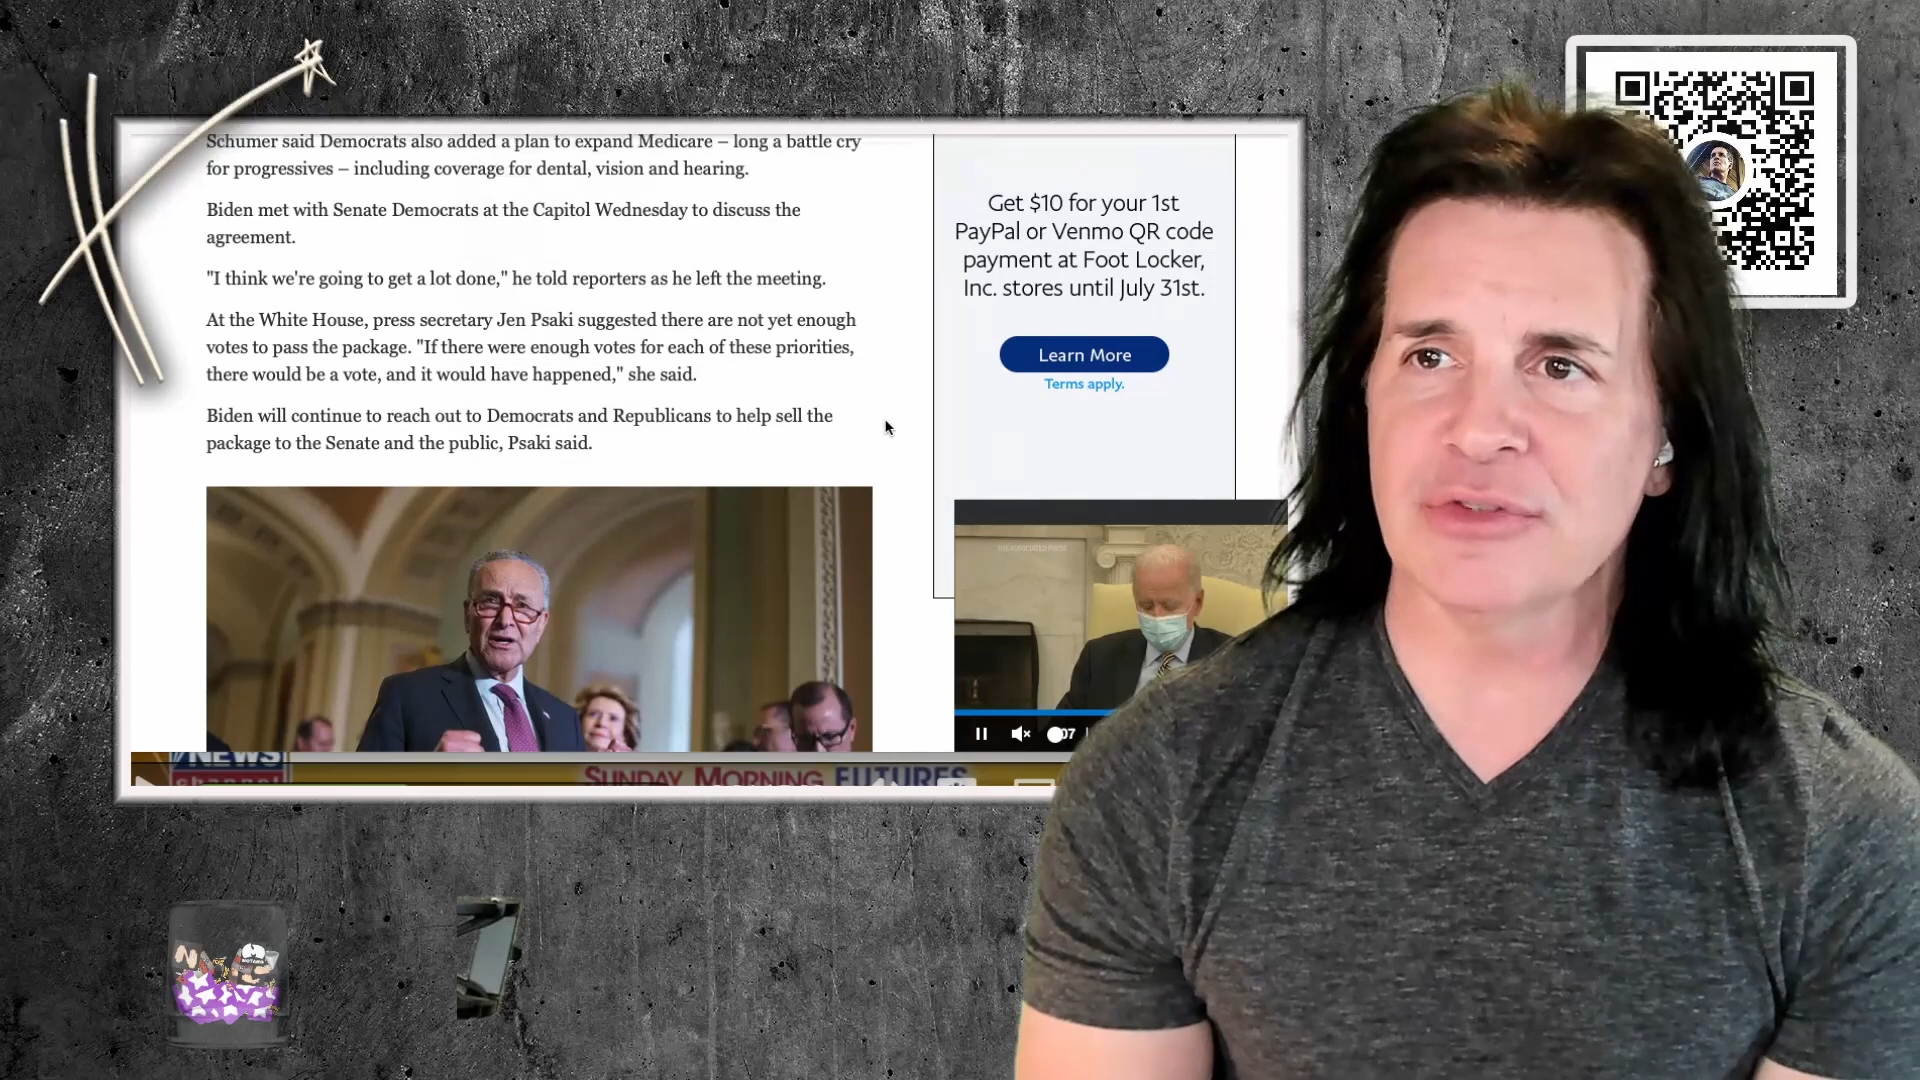 Schumer said Democrats also added a plan to expand Medicare – long a battle cry
for progressives – including coverage for dental, vision and hearing.
Biden met with Senate Democrats at the Capitol Wednesday to discuss the
agreement.
"I think we're going to get a lot done," he told reporters as he left the meeting.
At the White House, press secretary Jen Psaki suggested there are not yet enough
votes to pass the package. "If there were enough votes for each of these priorities,
there would be a vote, and it would have happened," she said.
Biden will continue to reach out to Democrats and Republicans to help sell the
package to the Senate and the public, Psaki said.
Get $10 for your 1st
PayPal or Venmo QR code
payment at Foot Locker,
Inc. stores until July 31st.
Learn More
Terms apply.
THE ASSOCIATED PRESS
07
NEWS
channel
SUNDAY MORNING FUTURES